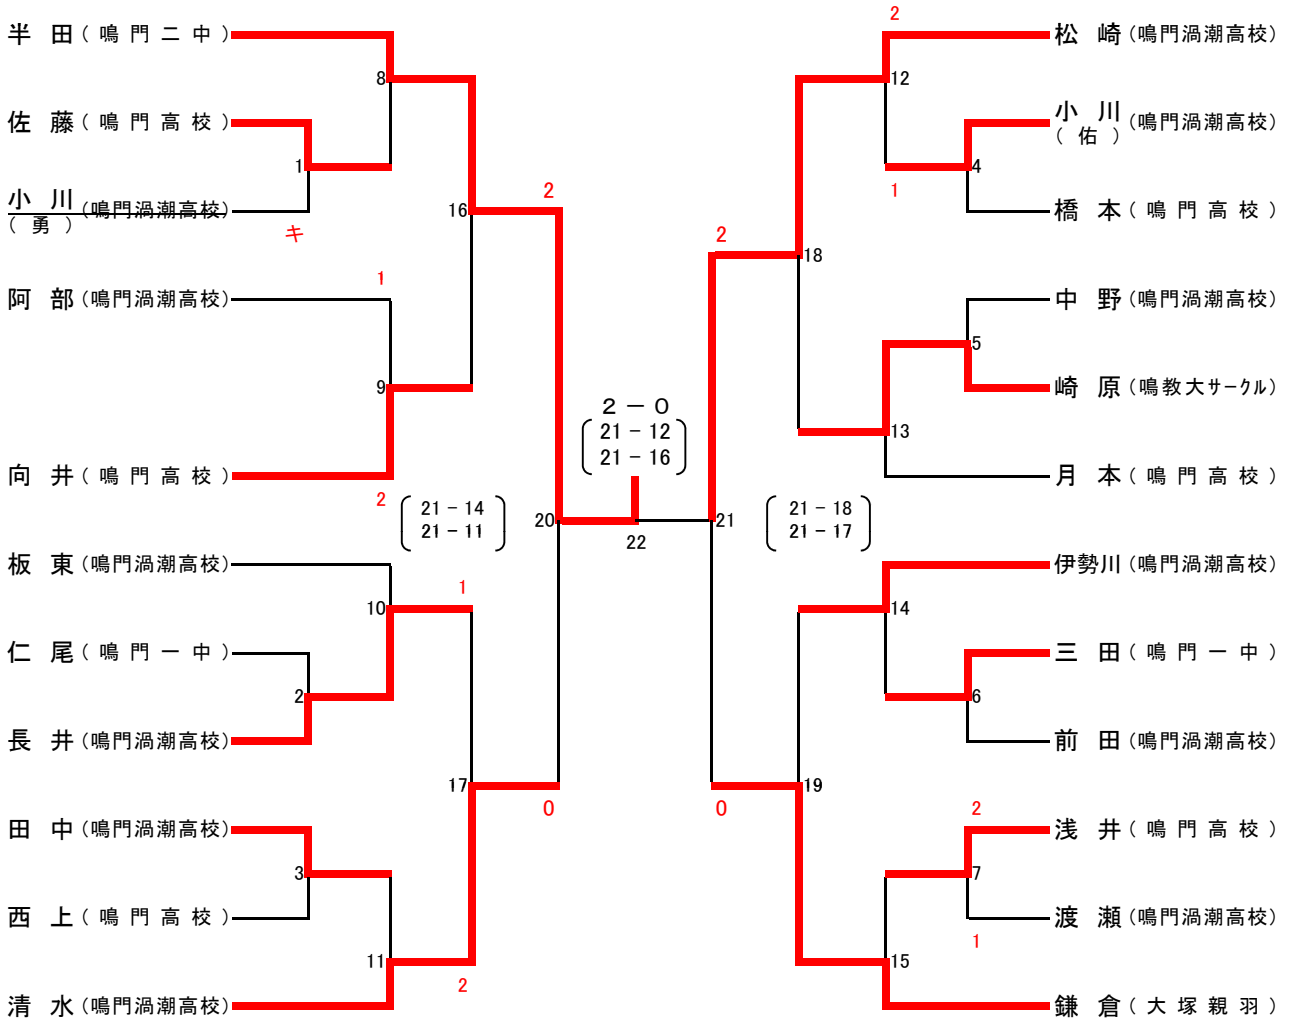 半 田 ( 鳴 門 二 中 )
8
佐 藤 ( 鳴 門 高 校 )
1
小 川 (鳴門渦潮高校)
( 勇 )
キ
16
2
阿 部 (鳴門渦潮高校)
1
9
向 井 ( 鳴 門 高 校 )
2
21 - 14
21 - 11
20
板 東 (鳴門渦潮高校)
10
1
仁 尾 ( 鳴 門 一 中 )
2
長 井 (鳴門渦潮高校)
17
0
田 中 (鳴門渦潮高校)
3
西 上 ( 鳴 門 高 校 )
11
2
清 水 (鳴門渦潮高校)
2 - 0
21 - 12
21 - 16
22
2
松 崎 (鳴門渦潮高校)
12
小 川 (鳴門渦潮高校)
( 佑 )
4
1
橋 本 ( 鳴 門 高 校 )
2
18
中 野 (鳴門渦潮高校)
5
崎 原 (鳴教大サークル)
13
月 本 ( 鳴 門 高 校 )
21
21 - 18
21 - 17
伊勢川 (鳴門渦潮高校)
14
三 田 ( 鳴 門 一 中 )
6
前 田 (鳴門渦潮高校)
19
0
2
浅 井 ( 鳴 門 高 校 )
7
渡 瀬 (鳴門渦潮高校)
1
15
鎌 倉 ( 大 塚 親 羽 )